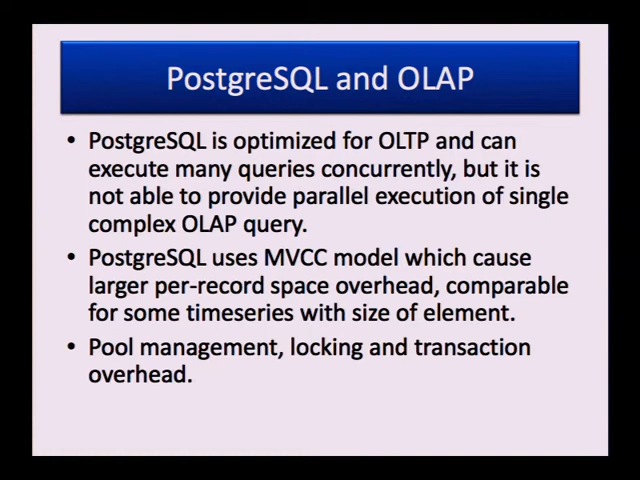 PostgreSQL and OLAP
• PostgreSQL is optimized for OLTP and can
execute many queries concurrently, but it is
not able to provide parallel execution of single
complex OLAP query.
• PostgreSQL uses MVCC model which cause
larger per-record space overhead, comparable
for some timeseries with size of element.
• Pool management, locking and transaction
overhead.